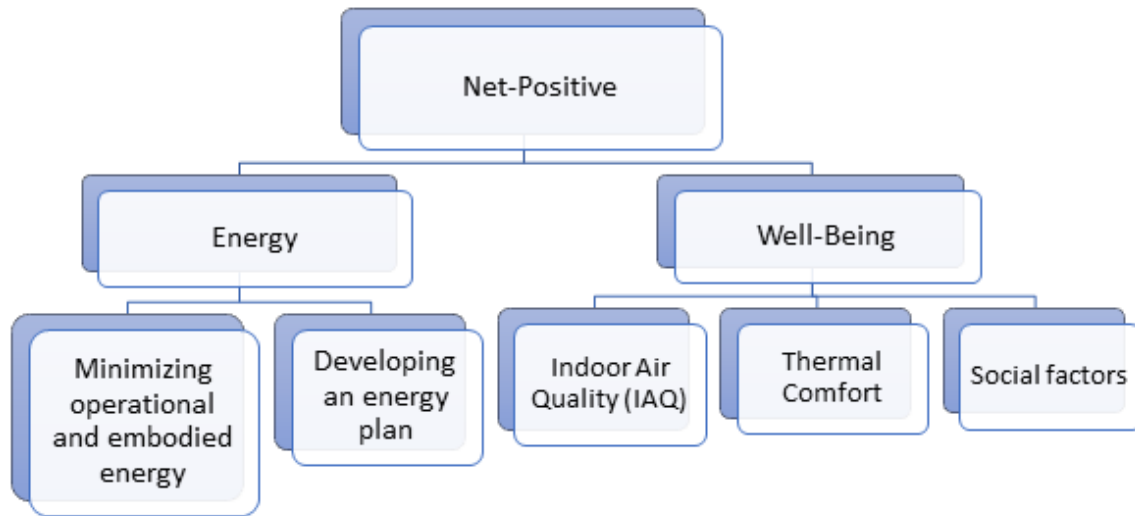 Net-Positive
Energy
Well-Being
Minimizing
operational
and embodied
energy
Developing
an energy
plan
Indoor Air
Quality (IAQ)
Thermal
Comfort
Social factors